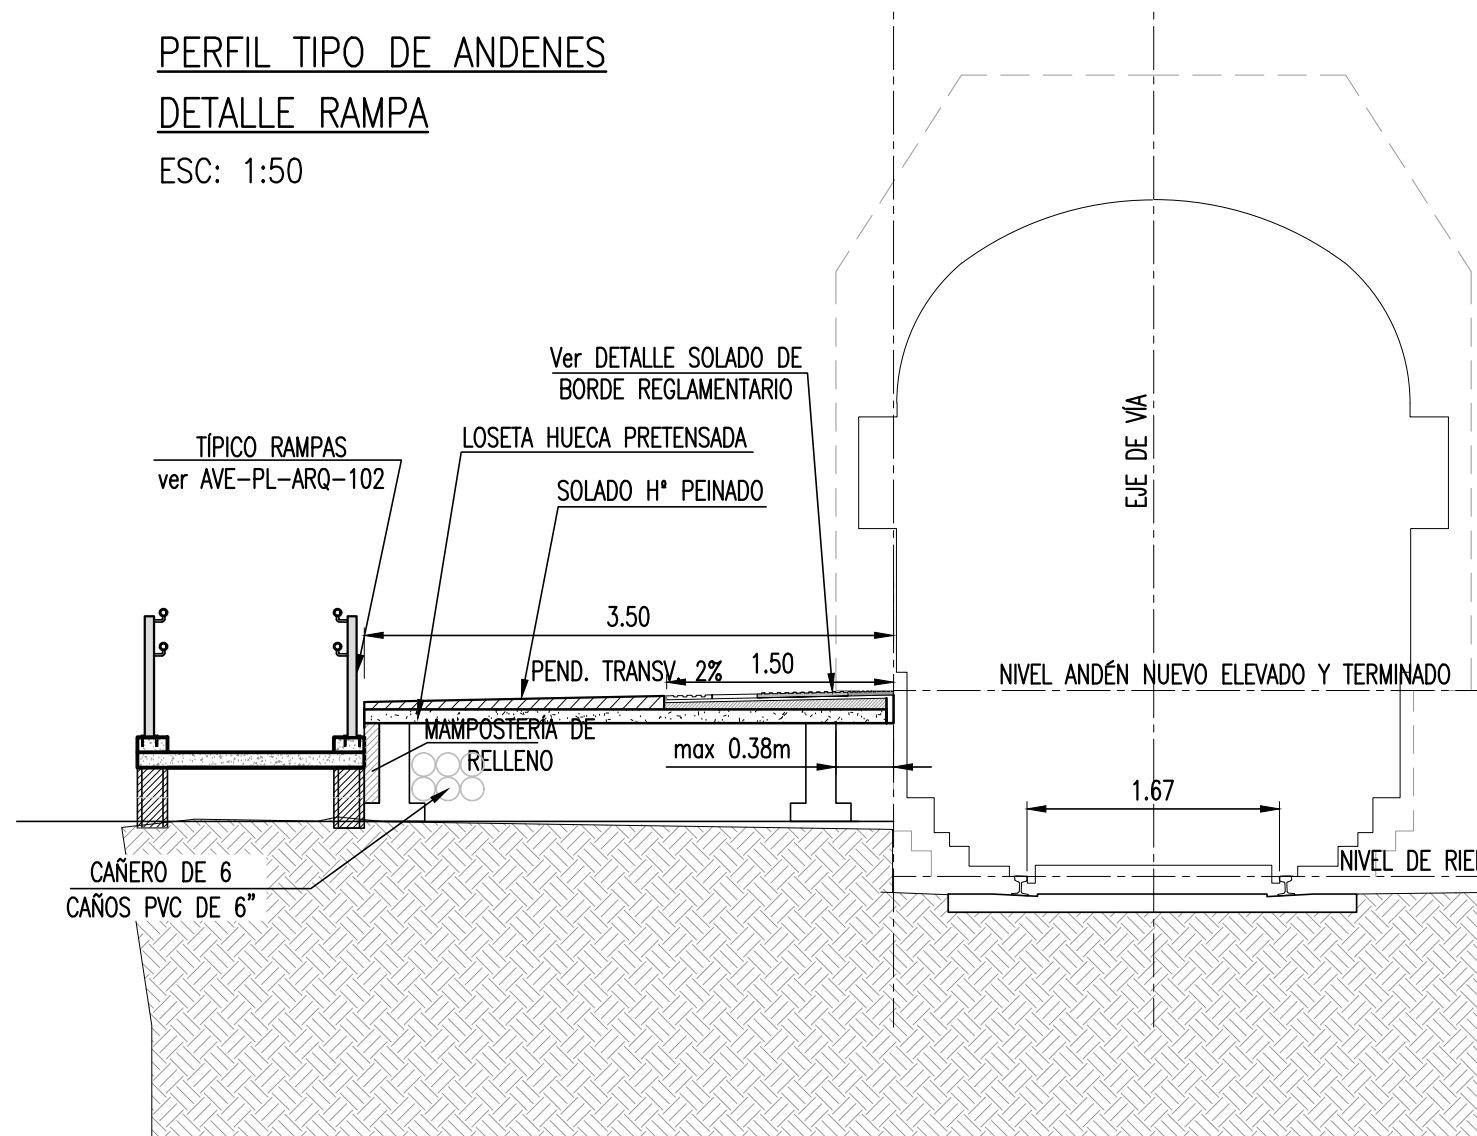 PERFIL TIPO DE ANDENES
DETALLE RAMPA
ESC: 1:50
Ver DETALLE SOLADO DE
BORDE REGLAMENTARIO
TÍPICO RAMPAS
ver AVE-PL-ARQ-102
LOSETA HUECA PRETENSADA
SOLADO Hº PEINADO
EJE DE VÍA
3.50
PEND. TRANSV. 2%
1.50
NIVEL ANDÉN NUEVO ELEVADO Y TERMINADO
MAMPOSTERÍA DE
RELLENO
max 0.38m
1.67
CAÑERO DE 6
CAÑOS PVC DE 6"
NIVEL DE RIE